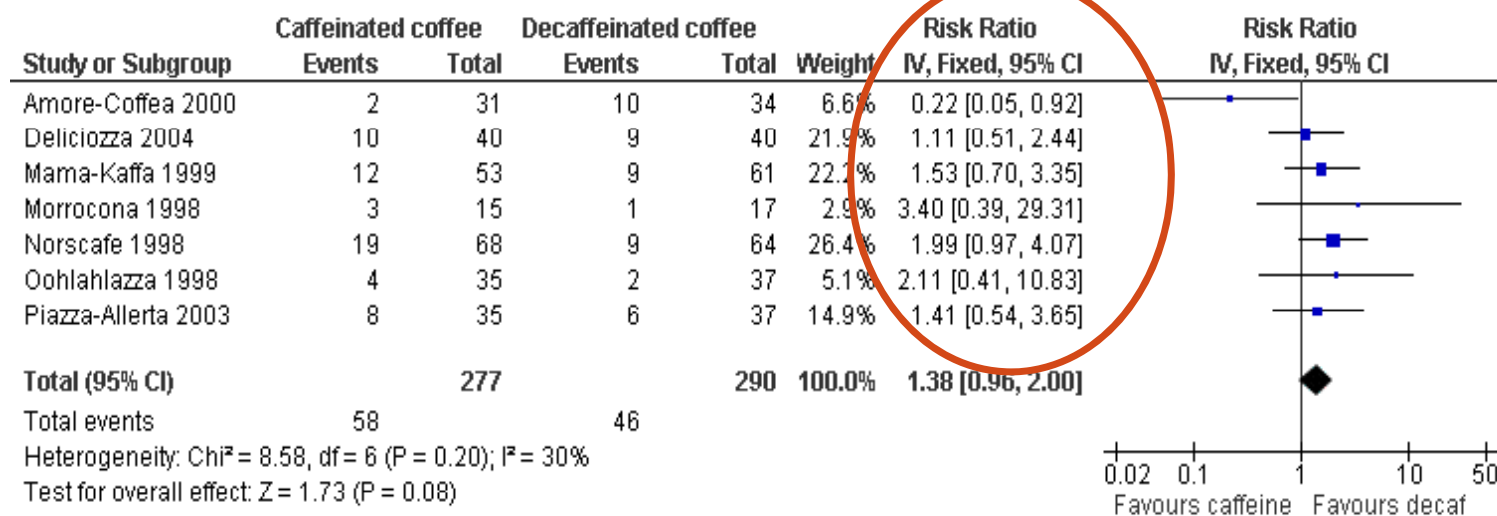 Caffeinated coffee Decaffeinated coffee Risk Ratio Risk Ratio
Study or Subgroup Events Total Events Total Weight IV, Fixed, 95% CI IV, Fixed, 95% CI
Amore-Coffea 2000 2 31 10 34 6.6% 0.22 [0.05, 0.92]
Deliciozza 2004 10 40 9 40 21.9% 1.11 [0.51, 2.44]
Mama-Kaffa 1999 12 53 9 61 22.2% 1.53 [0.70, 3.35]
Morrocona 1998 3 15 1 17 2.9% 3.40 [0.39, 29.31]
Norscafe 1998 19 68 9 64 26.4% 1.99 [0.97, 4.07]
Oohlahlazza 1998 4 35 2 37 5.1% 2.11 [0.41, 10.83]
Piazza-Allerta 2003 8 35 6 37 14.9% 1.41 [0.54, 3.65]
Total (95% CI) 277 290 100.0% 1.38 [0.96, 2.00]
Total events 58 46
Heterogeneity: Chi² = 8.58, df = 6 (P = 0.20); I² = 30%
Test for overall effect: Z = 1.73 (P = 0.08)
0.02 0.1 1 10 50
Favours caffeine Favours decaf